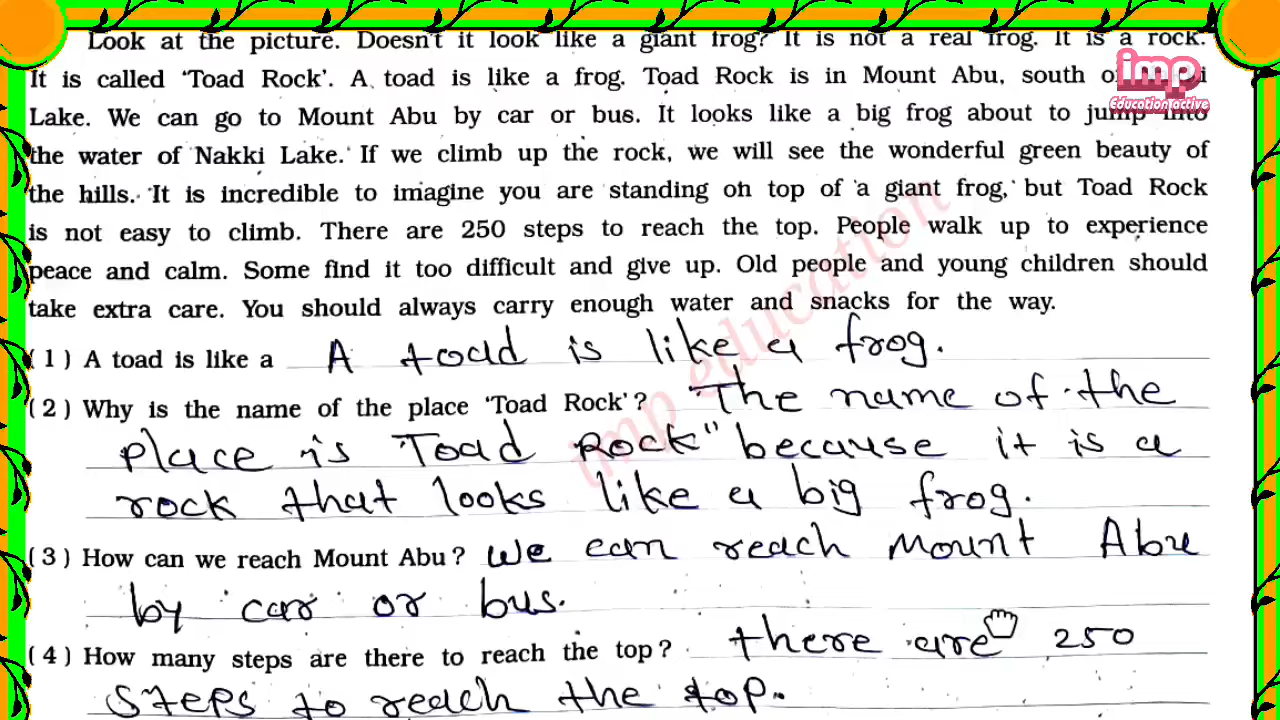 Look at the picture. Doesn't it look like a giant frog? It is not a real frog. It is a rock.
It is called 'Toad Rock'. A toad is like a frog. Toad Rock is in Mount Abu, south of
Lake. We can go to Mount Abu by car or bus. It looks like a big frog about to jump into
the water of Nakki Lake. If we climb up the rock, we will see the wonderful green beauty of
the hills. It is incredible to imagine you are standing on top of a giant frog, but Toad Rock
is not easy to climb. There are 250 steps to reach the top. People walk up to experience
peace and calm. Some find it too difficult and give up. Old people and young children should
take extra care. You should always carry enough water and snacks for the way.
imp
Education active
imp education
(1) A toad is like a A toad is like a frog.
(2) Why is the name of the place 'Toad Rock'? The name of the
place is "Toad Rock" because it is a
rock that looks like a big frog.
(3) How can we reach Mount Abu? We can reach Mount Abu
by car or bus.
(4) How many steps are there to reach the top? there are 250
steps to reach the top.